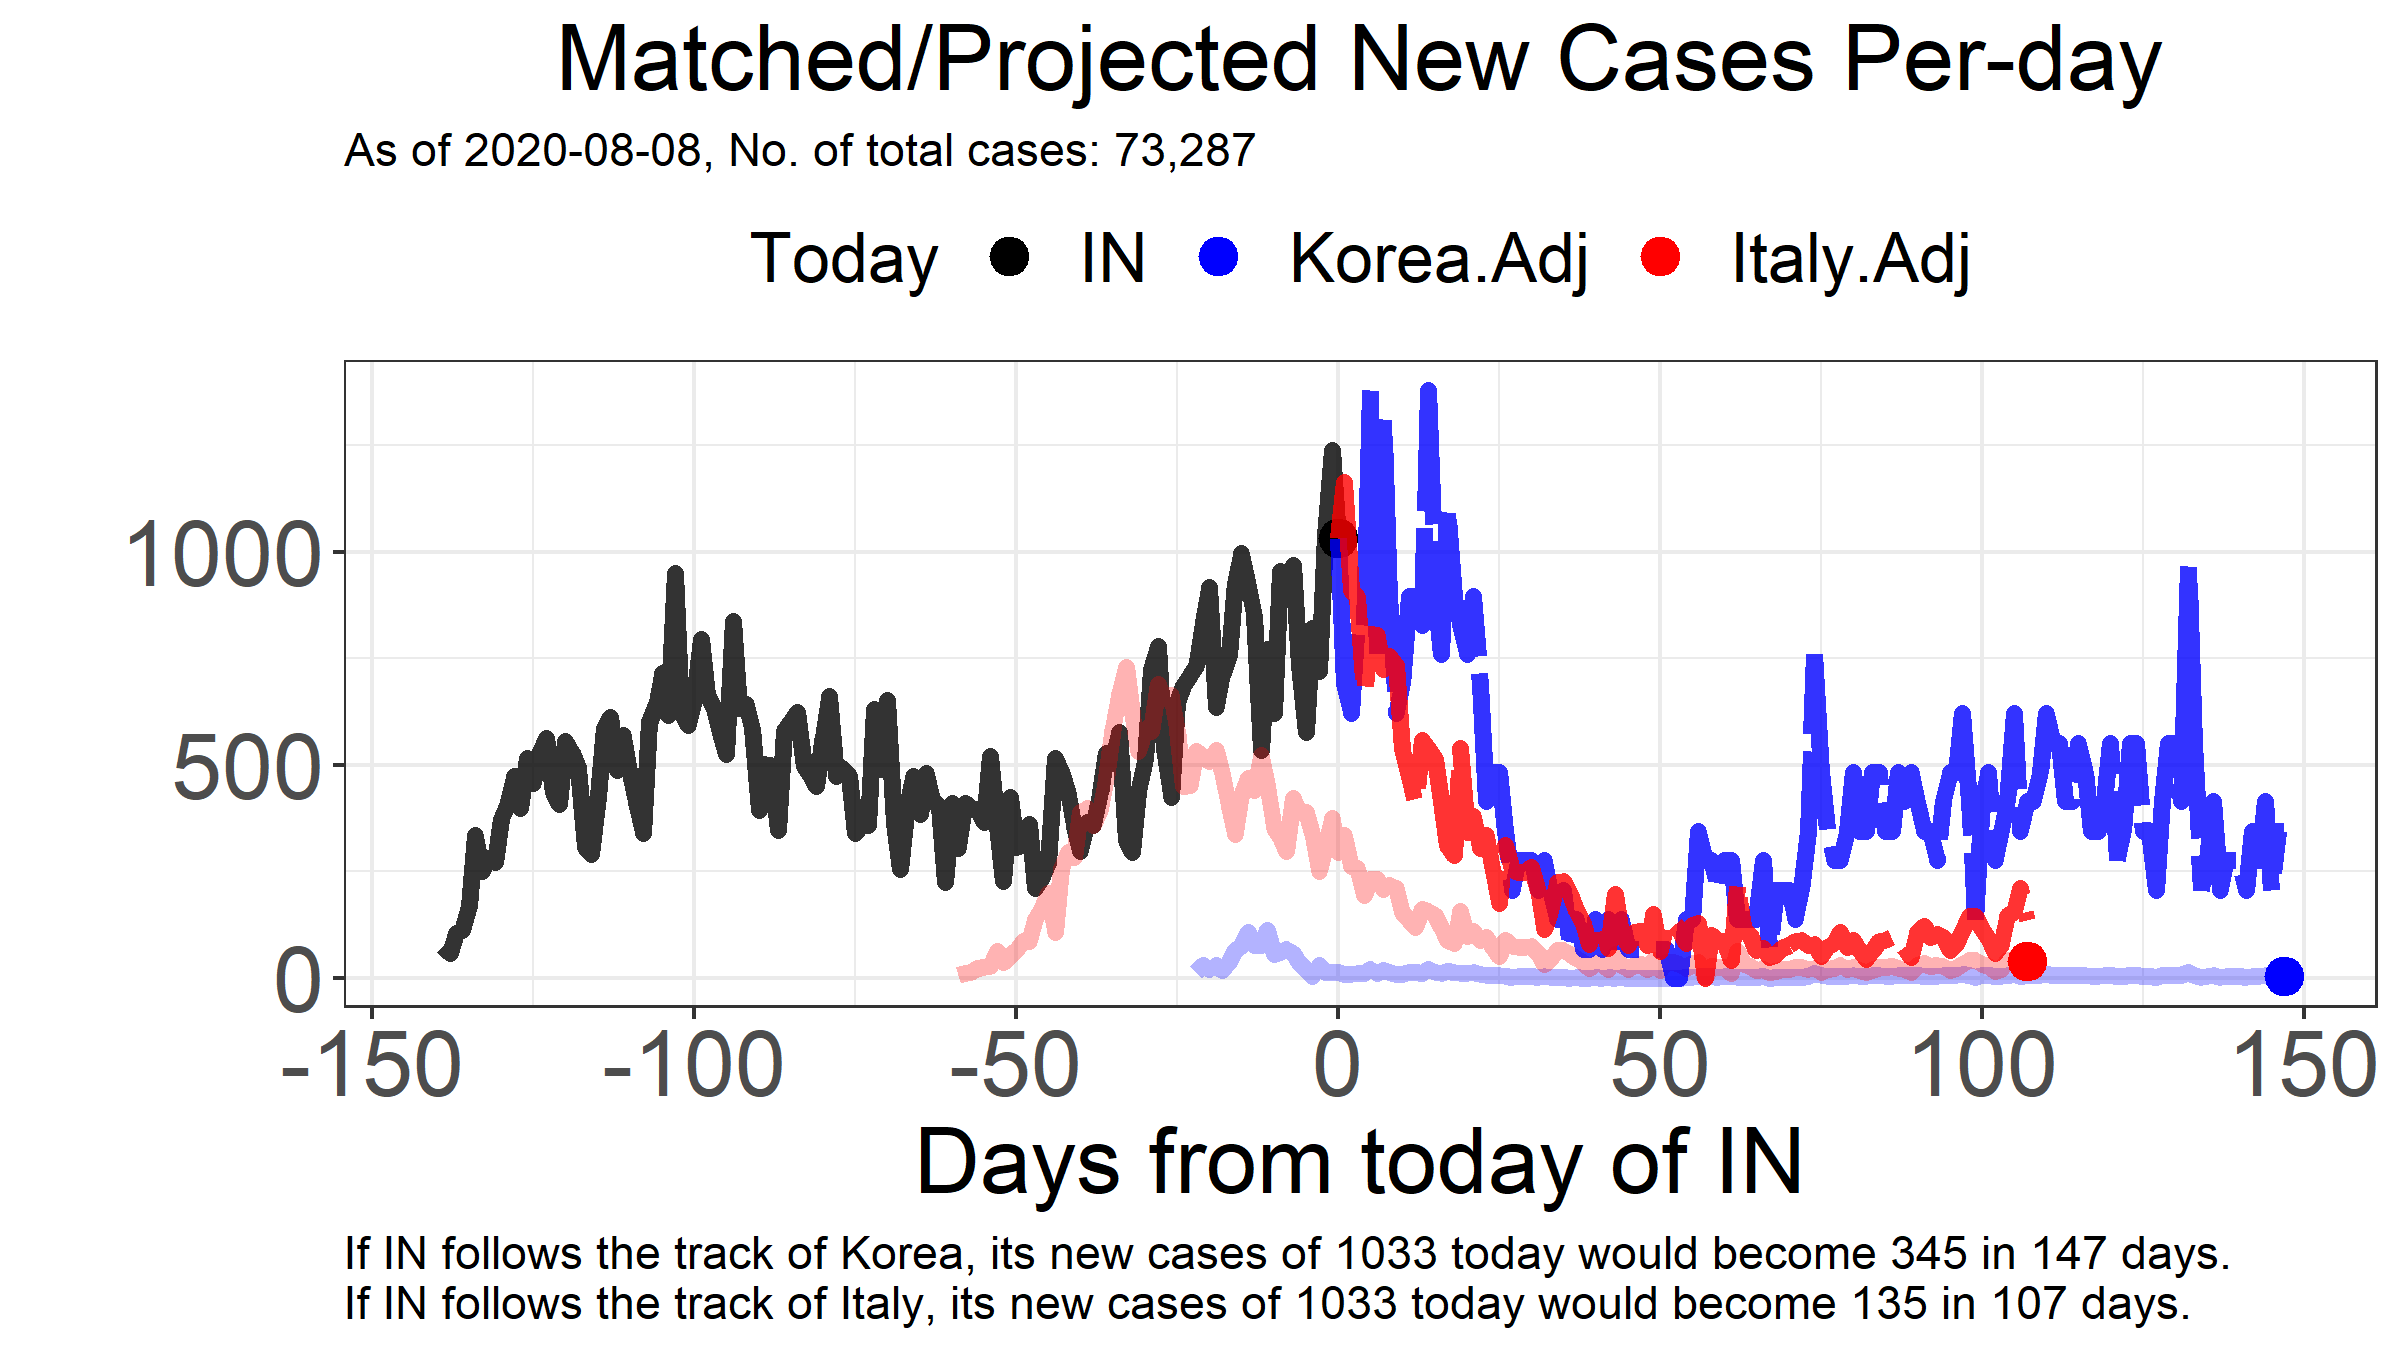 Matched/Projected New Cases Per-day
As of 2020-08-08, No. of total cases: 73,287
Today IN Korea.Adj Italy.Adj
1000
500
0
-150 -100 -50 0 50 100 150
Days from today of IN
If IN follows the track of Korea, its new cases of 1033 today would become 345 in 147 days.
If IN follows the track of Italy, its new cases of 1033 today would become 135 in 107 days.